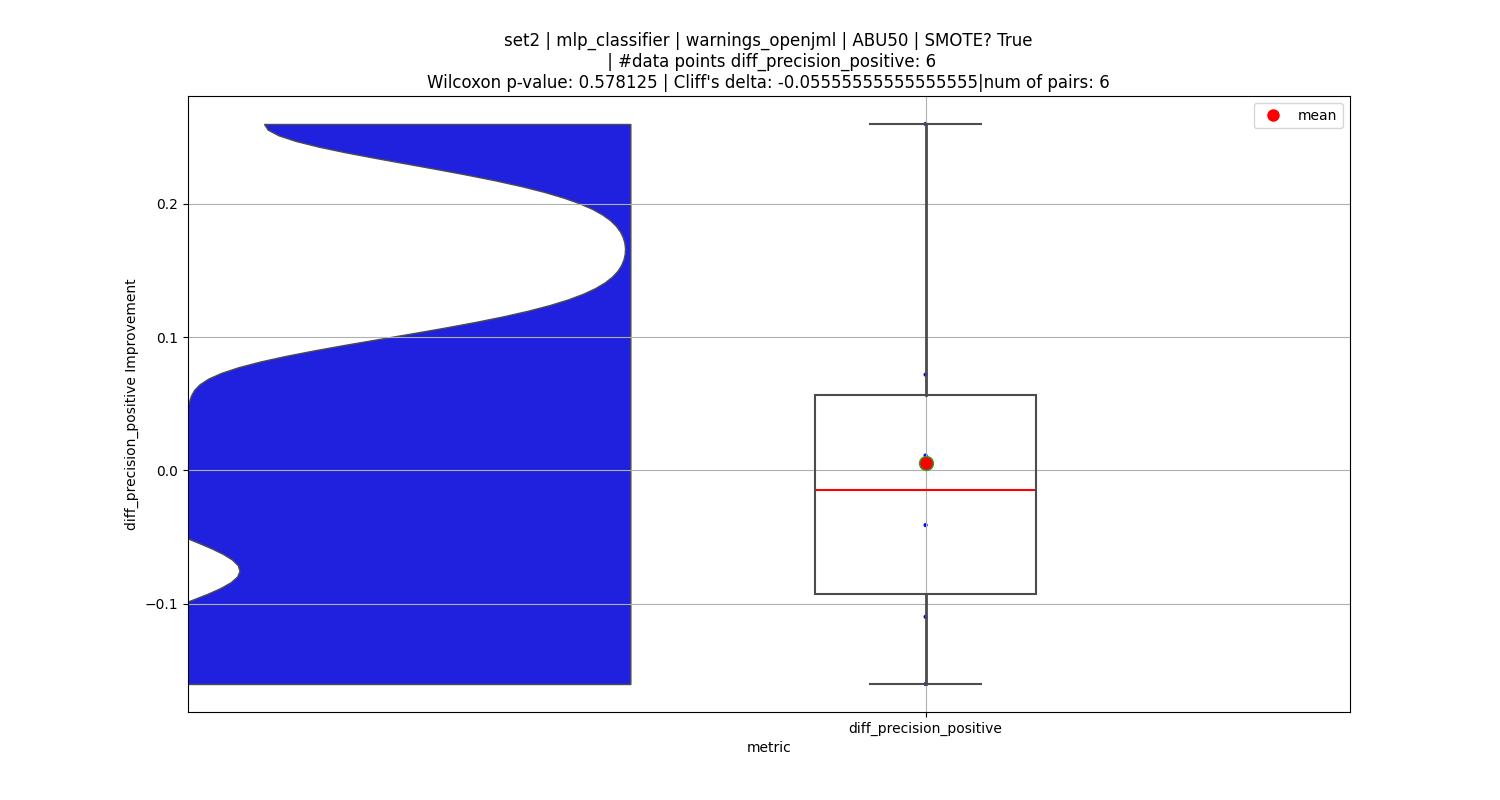 set2 | mlp_classifier | warnings_openjml | ABU50 | SMOTE? True
| #data points diff_precision_positive: 6
Wilcoxon p-value: 0.578125 | Cliff's delta: -0.05555555555555555|num of pairs: 6
mean
diff_precision_positive Improvement
0.2
0.1
0.0
−0.1
diff_precision_positive
metric